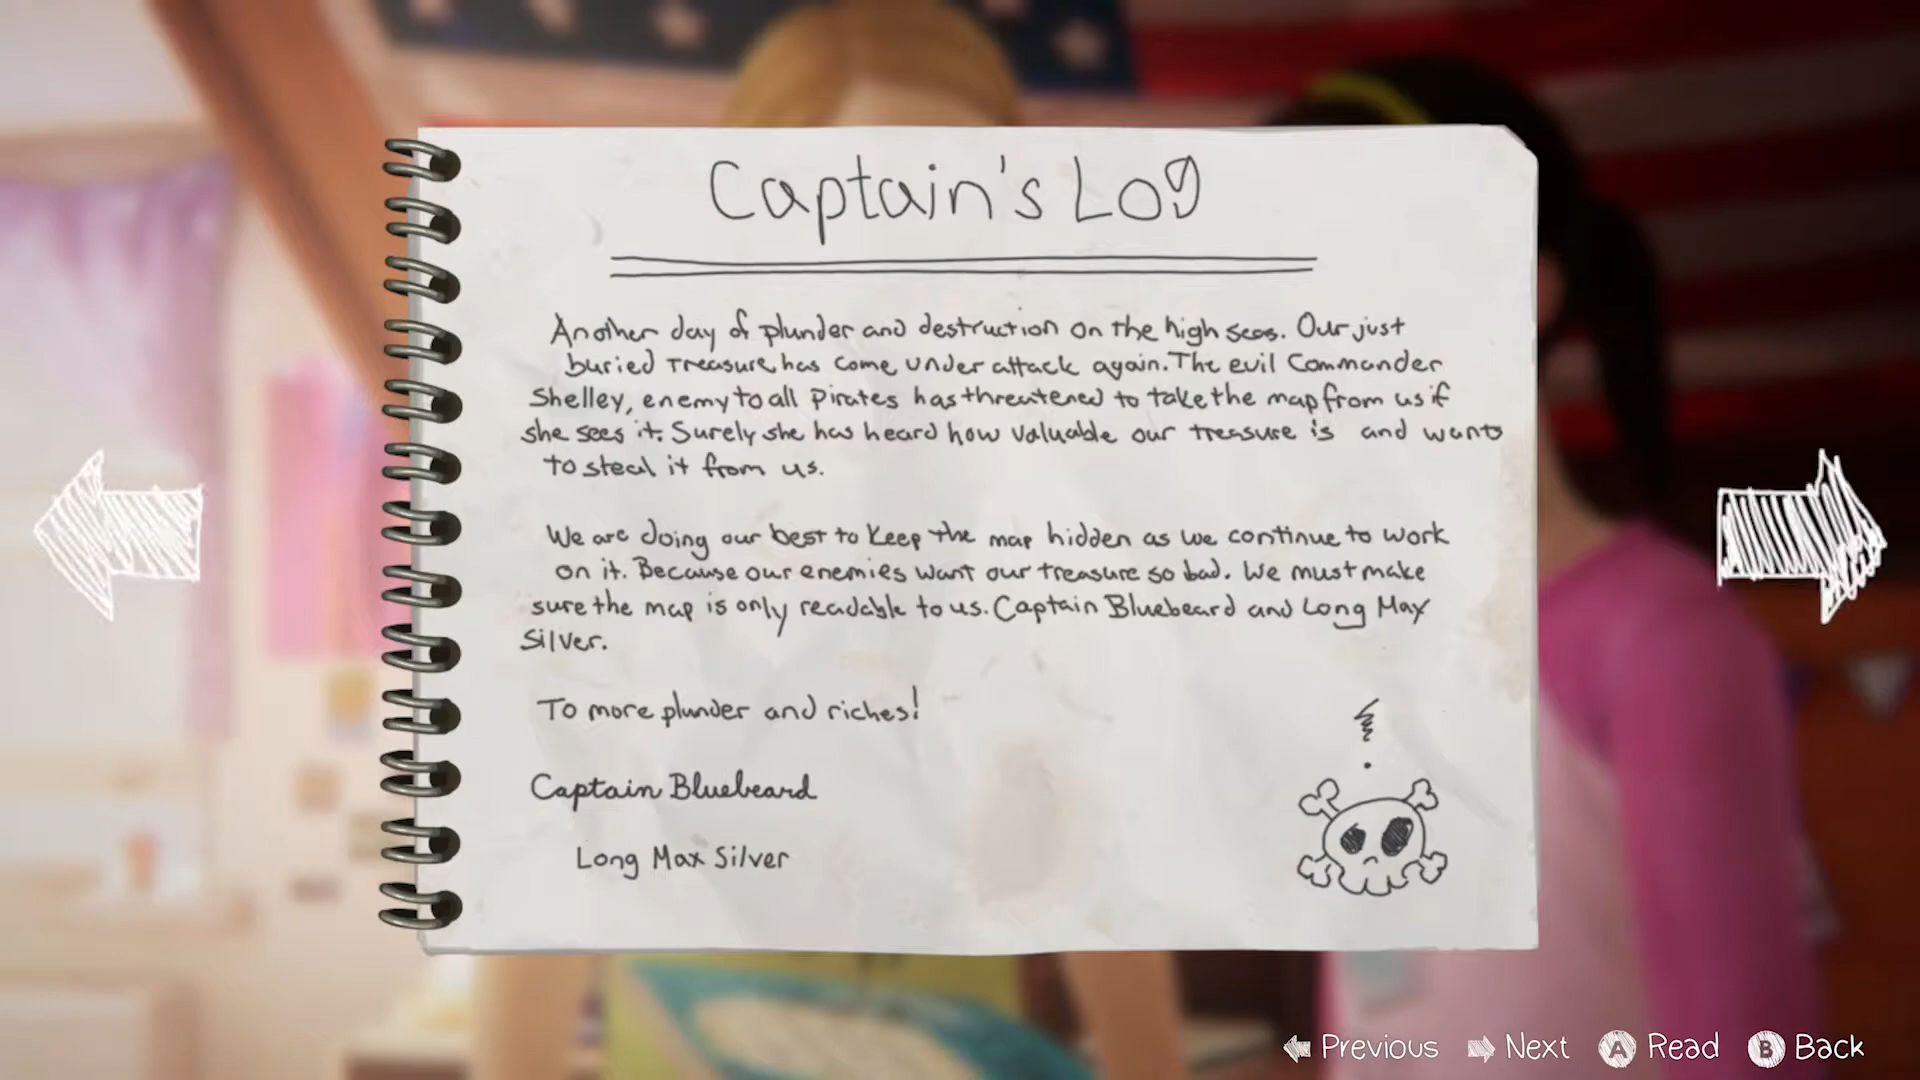 Captain's Log
Another day of plunder and destruction on the high seas. Our just
buried treasure has come under attack again. The evil Commander
Shelley, enemy to all Pirates has threatened to take the map from us if
she sees it. Surely she has heard how valuable our treasure is and wants
to steal it from us.
We are doing our best to keep the map hidden as we continue to work
on it. Because our enemies want our treasure so bad. We must make
sure the map is only readable to us. Captain Bluebeard and Long Max
Silver.
To more plunder and riches!
Captain Bluebeard
Long Max Silver
Previous Next A Read B Back